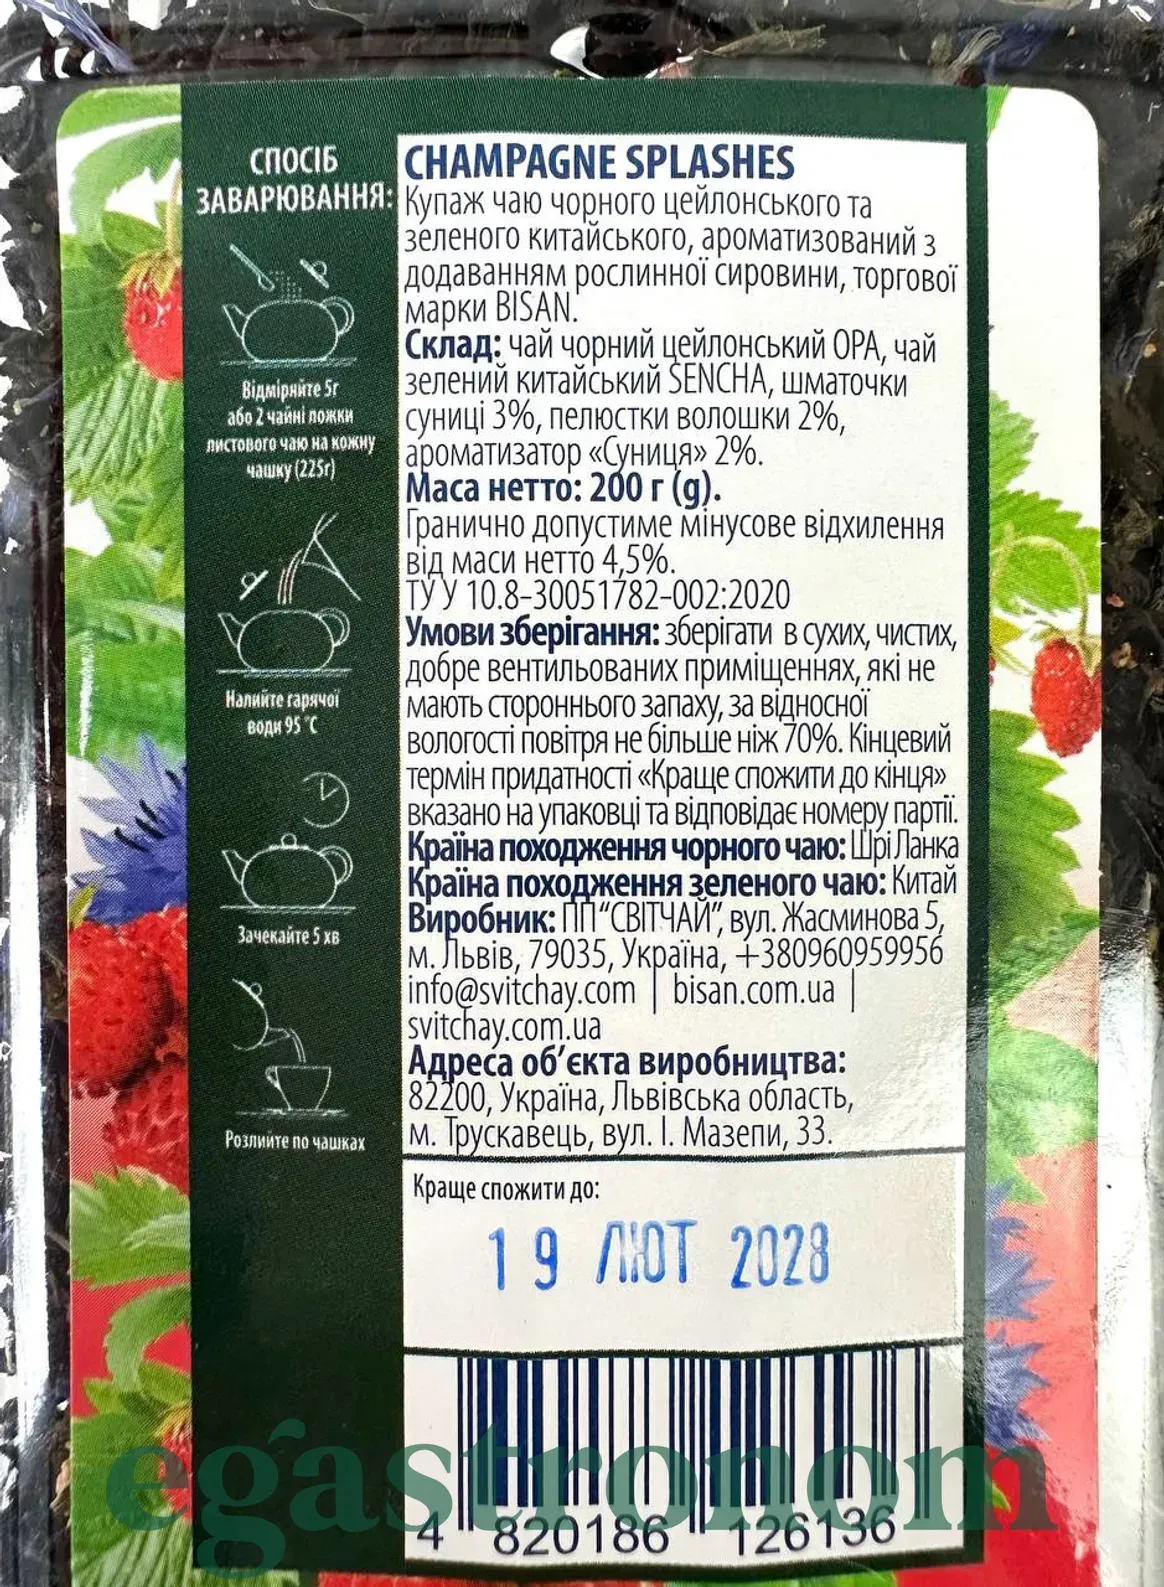 СПОСІБ
ЗАВАРЮВАННЯ:
Відміряйте 5г
або 2 чайні ложки
листового чаю на кожну
чашку (225г)
Налийте гарячої
води 95 °C
Зачекайте 5 хв
Розлийте по чашках
CHAMPAGNE SPLASHES
Купаж чаю чорного цейлонського та
зеленого китайського, ароматизований з
додаванням рослинної сировини, торгової
марки BISAN.
Склад: чай чорний цейлонський ОРА, чай
зелений китайський SENCHA, шматочки
суниці 3%, пелюстки волошки 2%,
ароматизатор «Суниця» 2%.
Маса нетто: 200 г (g).
Гранично допустиме мінусове відхилення
від маси нетто 4,5%.
ТУ У 10.8-30051782-002:2020
Умови зберігання: зберігати в сухих, чистих,
добре вентильованих приміщеннях, які не
мають стороннього запаху, за відносної
вологості повітря не більше ніж 70%. Кінцевий
термін придатності «Краще спожити до кінця»
вказано на упаковці та відповідає номеру партії.
Країна походження чорного чаю: Шрі Ланка
Країна походження зеленого чаю: Китай
Виробник: ПП "СВІТЧАЙ", вул. Жасминова 5,
м. Львів, 79035, Україна, +380960959956
info@svitchay.com | bisan.com.ua |
svitchay.com.ua
Адреса об'єкта виробництва:
82200, Україна, Львівська область,
м. Трускавець, вул. І. Мазепи, 33.
Краще спожити до:
19 ЛЮТ 2028
egastronom
4 820186 126136